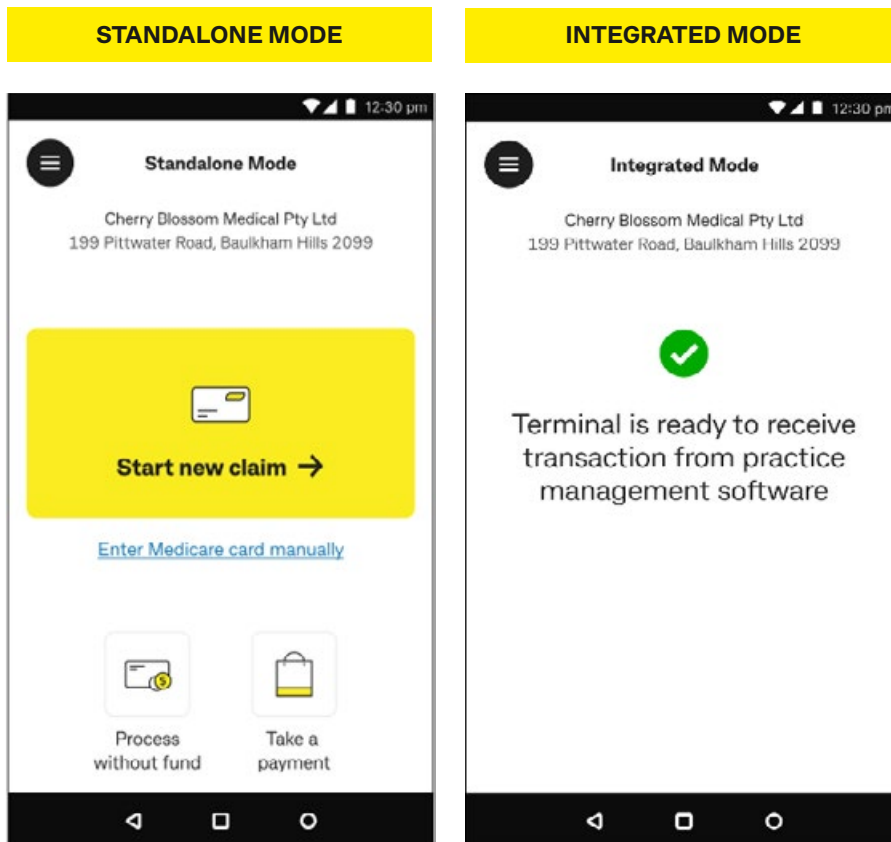 STANDALONE MODE
12:30 pm
Standalone Mode
Cherry Blossom Medical Pty Ltd
199 Pittwater Road, Baulkham Hills 2099
Start new claim →
Enter Medicare card manually
Process
without fund
Take a
payment
INTEGRATED MODE
12:30 pm
Integrated Mode
Cherry Blossom Medical Pty Ltd
199 Pittwater Road, Baulkham Hills 2099
Terminal is ready to receive
transaction from practice
management software